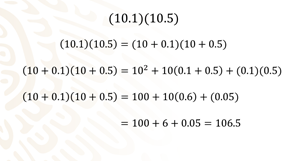 (10.1)(10.5)
(10.1)(10.5) = (10 + 0.1)(10 + 0.5)
(10 + 0.1)(10 + 0.5) = 10² + 10(0.1 + 0.5) + (0.1)(0.5)
(10 + 0.1)(10 + 0.5) = 100 + 10(0.6) + (0.05)
= 100 + 6 + 0.05 = 106.5